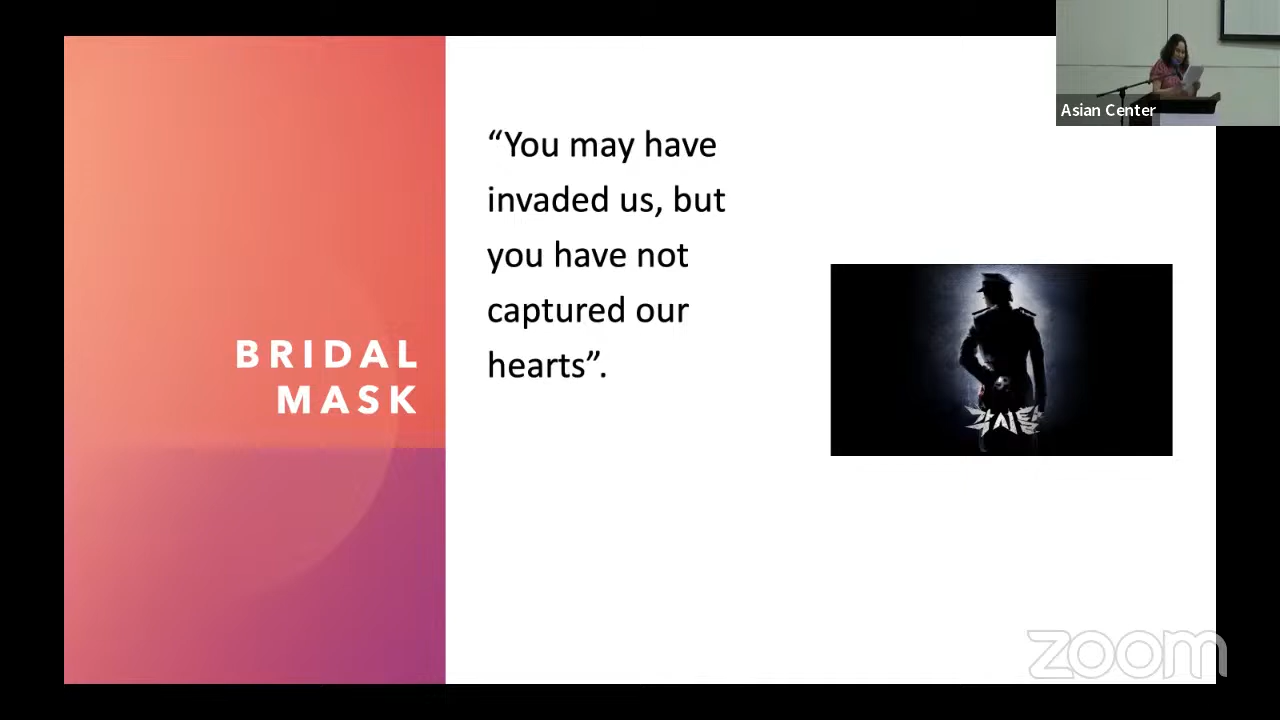 Asian Center
BRIDAL
MASK
“You may have
invaded us, but
you have not
captured our
hearts”.
각시탈
zoom